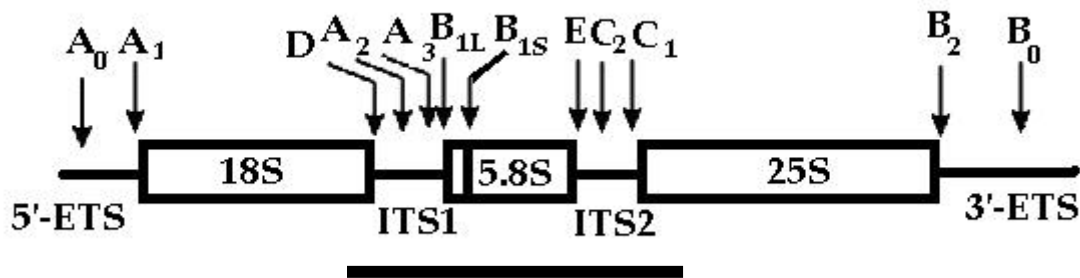 A0 A1 D A2 A3 B1L B1S E C2 C1 B2 B0
18S 5.8S 25S
5'-ETS ITS1 ITS2 3'-ETS